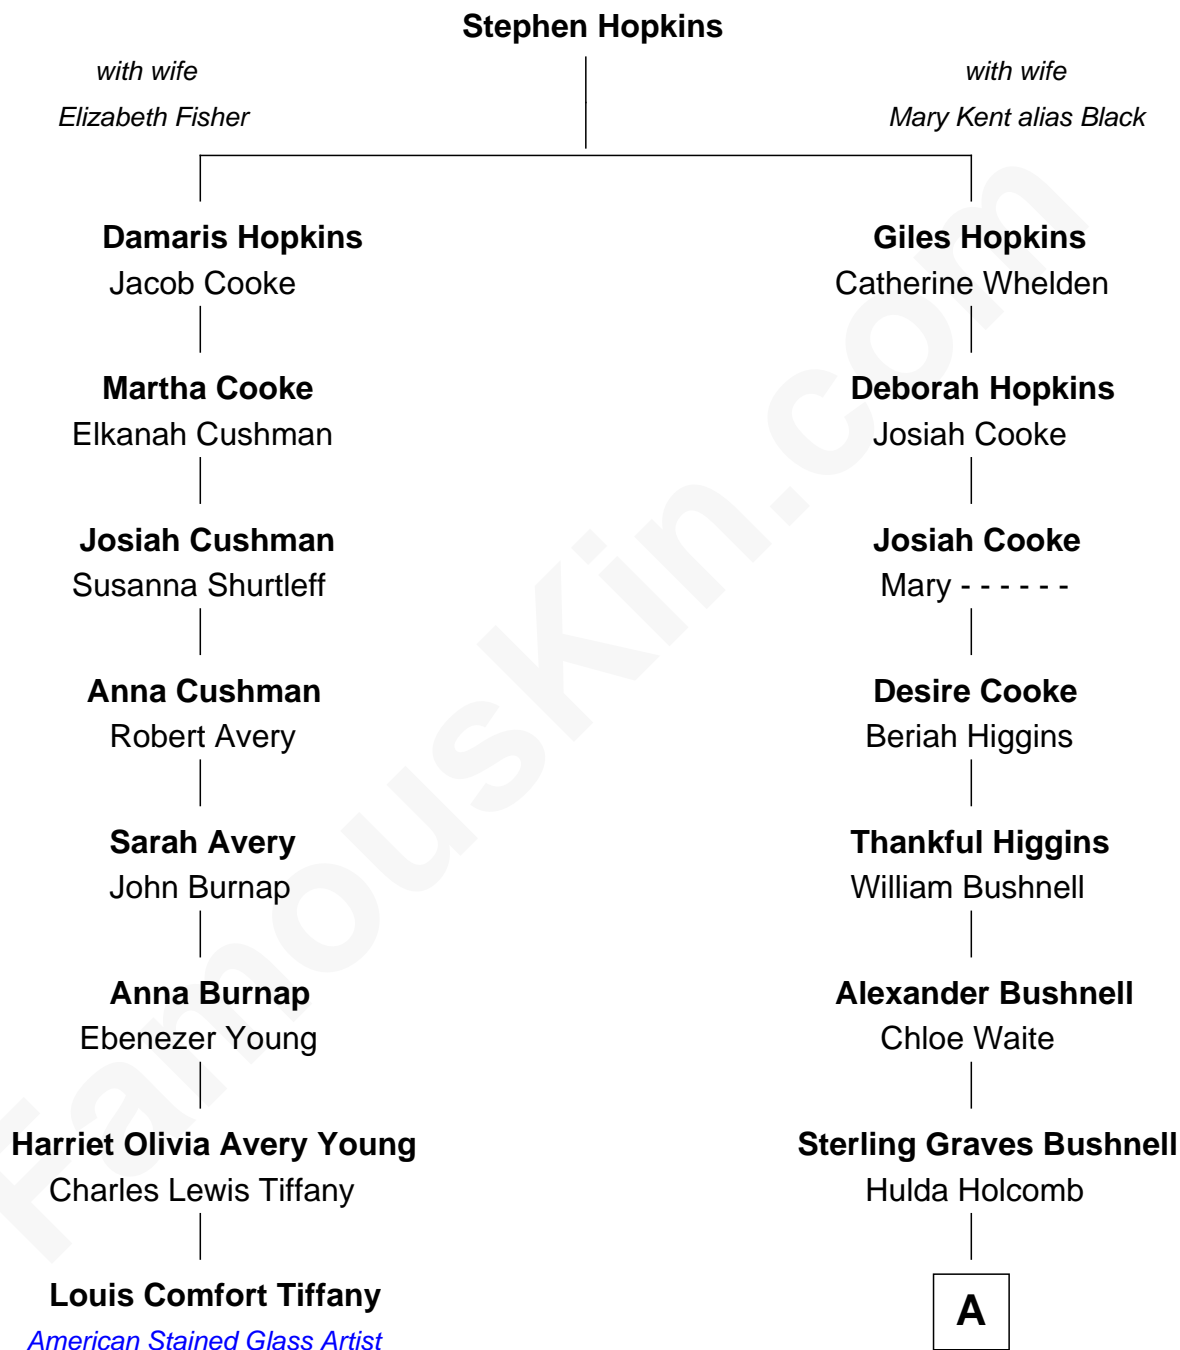 Stephen Hopkins
with wife
Elizabeth Fisher
with wife
Mary Kent alias Black
Damaris Hopkins
Jacob Cooke
Martha Cooke
Elkanah Cushman
Josiah Cushman
Susanna Shurtleff
Anna Cushman
Robert Avery
Sarah Avery
John Burnap
Anna Burnap
Ebenezer Young
Harriet Olivia Avery Young
Charles Lewis Tiffany
Louis Comfort Tiffany
American Stained Glass Artist
Giles Hopkins
Catherine Whelden
Deborah Hopkins
Josiah Cooke
Josiah Cooke
Mary - - - - - -
Desire Cooke
Beriah Higgins
Thankful Higgins
William Bushnell
Alexander Bushnell
Chloe Waite
Sterling Graves Bushnell
Hulda Holcomb
A
FamousKin.com